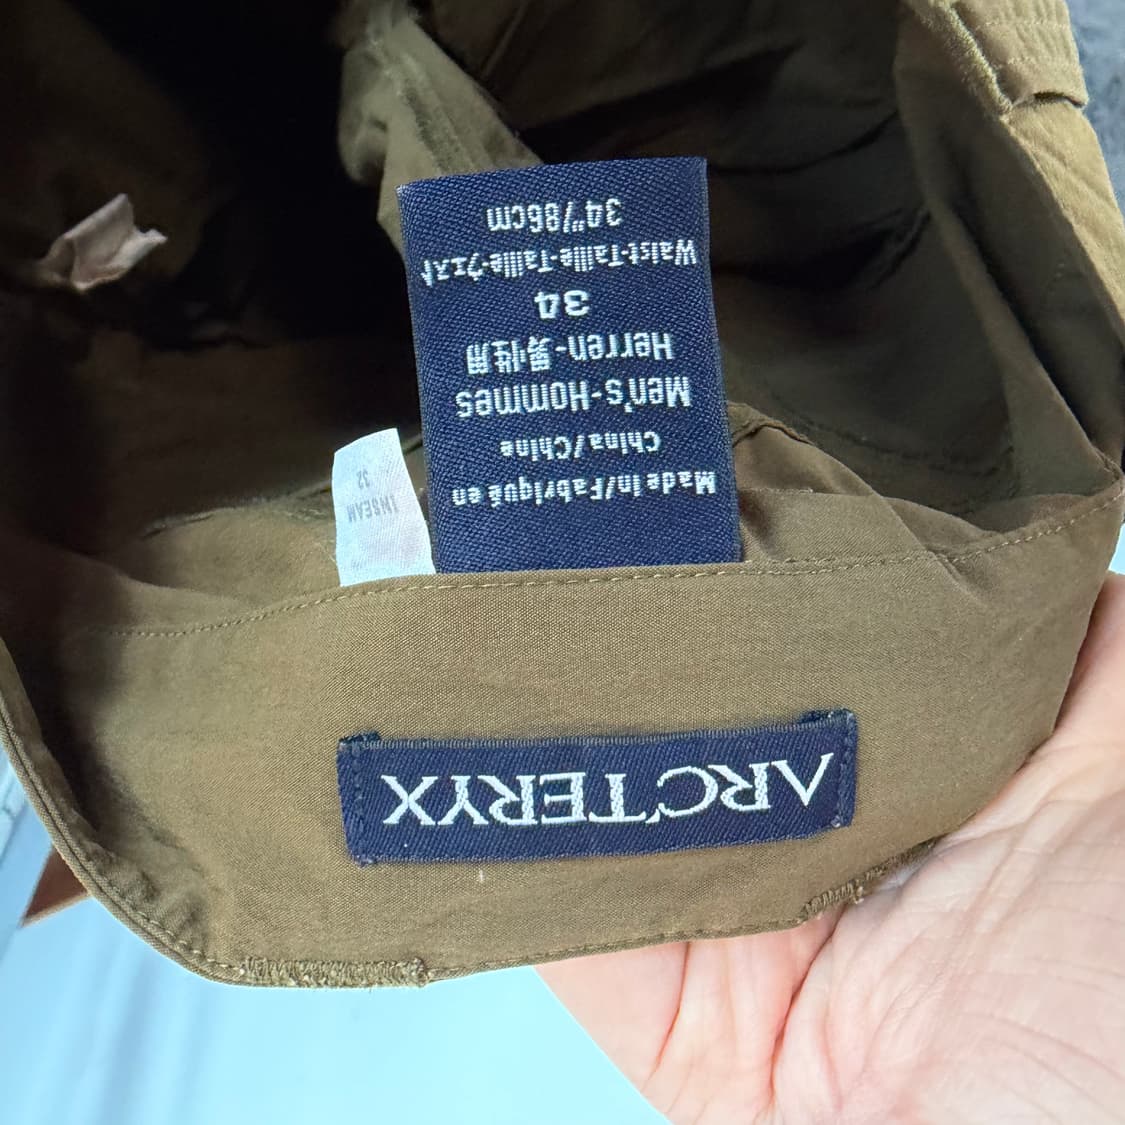 ARC'TERYX
Made in/Fabriqué en
China/Chine
Men's-Hommes
Herren-男性用
34
Waist-Taille-Taille-ウエスト
34"/86cm
INSEAM
32